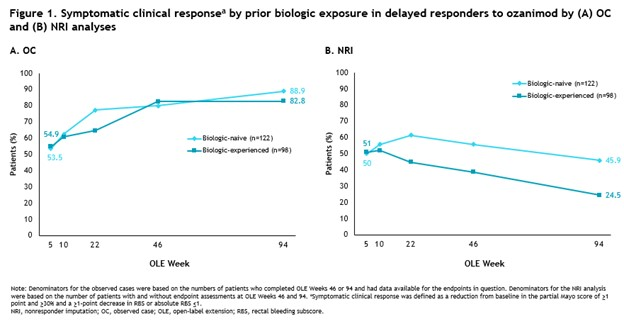 Figure 1. Symptomatic clinical responseᵃ by prior biologic exposure in delayed responders to ozanimod by (A) OC
and (B) NRI analyses
A. OC
100
90
80
70
60
50
40
30
20
10
0
Patients (%)
54.9
53.5
88.9
82.8
Biologic-naive (n=122)
Biologic-experienced (n=98)
5 10 22 46 94
OLE Week
B. NRI
100
90
80
70
60
50
40
30
20
10
0
Patients (%)
Biologic-naive (n=122)
Biologic-experienced (n=98)
51
50
45.9
24.5
5 10 22 46 94
OLE Week
Note: Denominators for the observed cases were based on the numbers of patients who completed OLE Weeks 46 or 94 and had data available for the endpoints in question. Denominators for the NRI analysis
were based on the number of patients with and without endpoint assessments at OLE Weeks 46 and 94. ᵃSymptomatic clinical response was defined as a reduction from baseline in the partial Mayo score of ≥1
point and ≥30% and a ≥1-point decrease in RBS or absolute RBS ≤1.
NRI, nonresponder imputation; OC, observed case; OLE, open-label extension; RBS, rectal bleeding subscore.